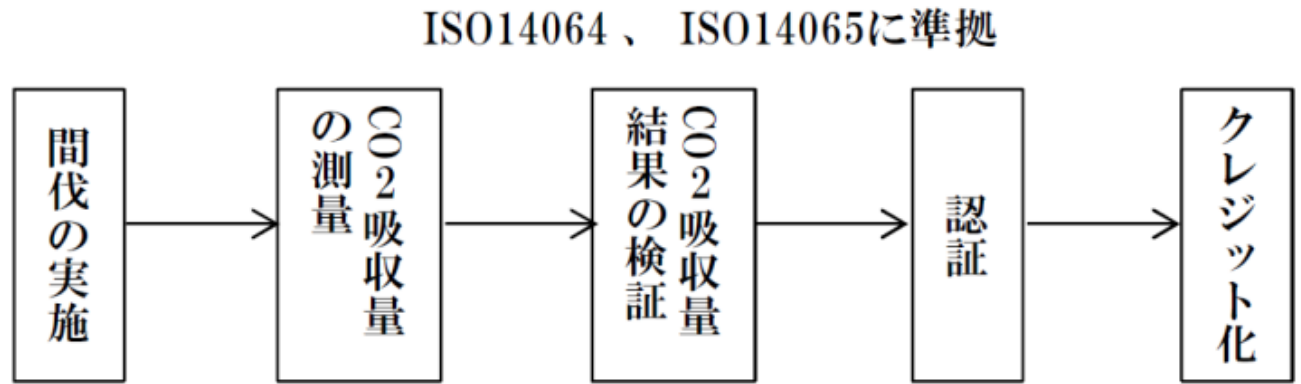 ISO14064 、 ISO14065に準拠
間伐の実施
CO2吸収量
の測量
CO2吸収量
結果の検証
認証
クレジット化